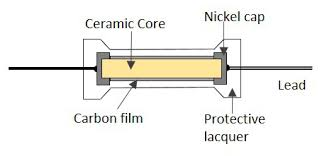 Ceramic Core
Nickel cap
Lead
Carbon film
Protective
lacquer